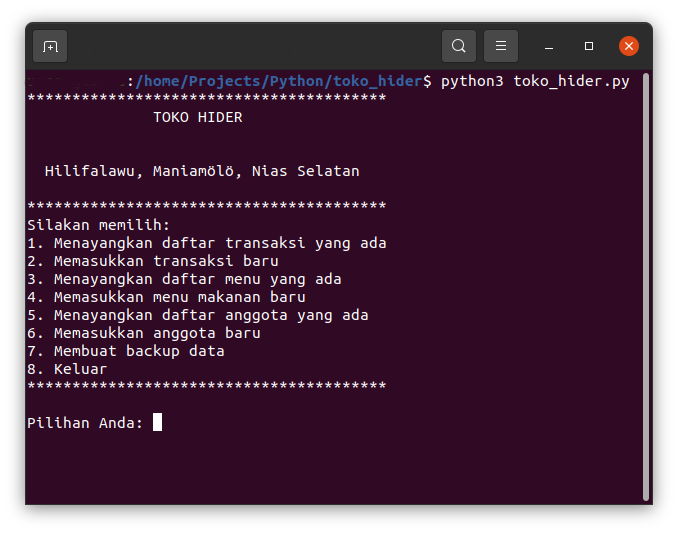 :/home/Projects/Python/toko_hider$ python3 toko_hider.py
****************************************
TOKO HIDER
Hilifalawu, Maniamölö, Nias Selatan
****************************************
Silakan memilih:
1. Menayangkan daftar transaksi yang ada
2. Memasukkan transaksi baru
3. Menayangkan daftar menu yang ada
4. Memasukkan menu makanan baru
5. Menayangkan daftar anggota yang ada
6. Memasukkan anggota baru
7. Membuat backup data
8. Keluar
****************************************
Pilihan Anda: